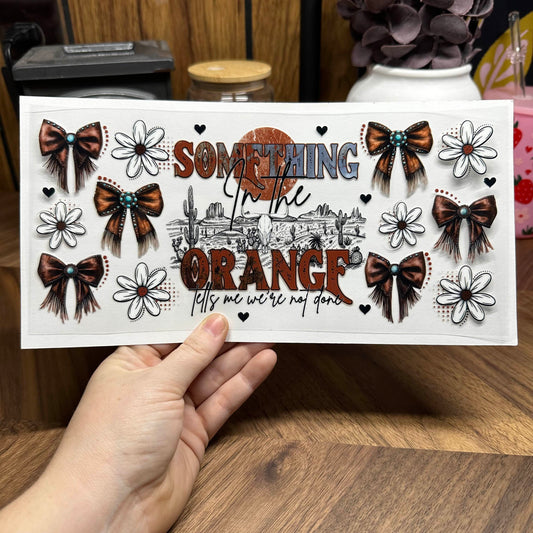 SOMETHING
In the
ORANGE
tells me we're not done